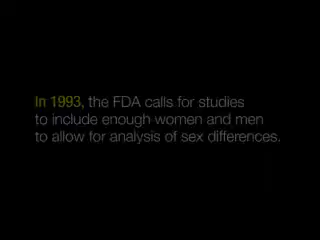 In 1993, the FDA calls for studies
to include enough women and men
to allow for analysis of sex differences.